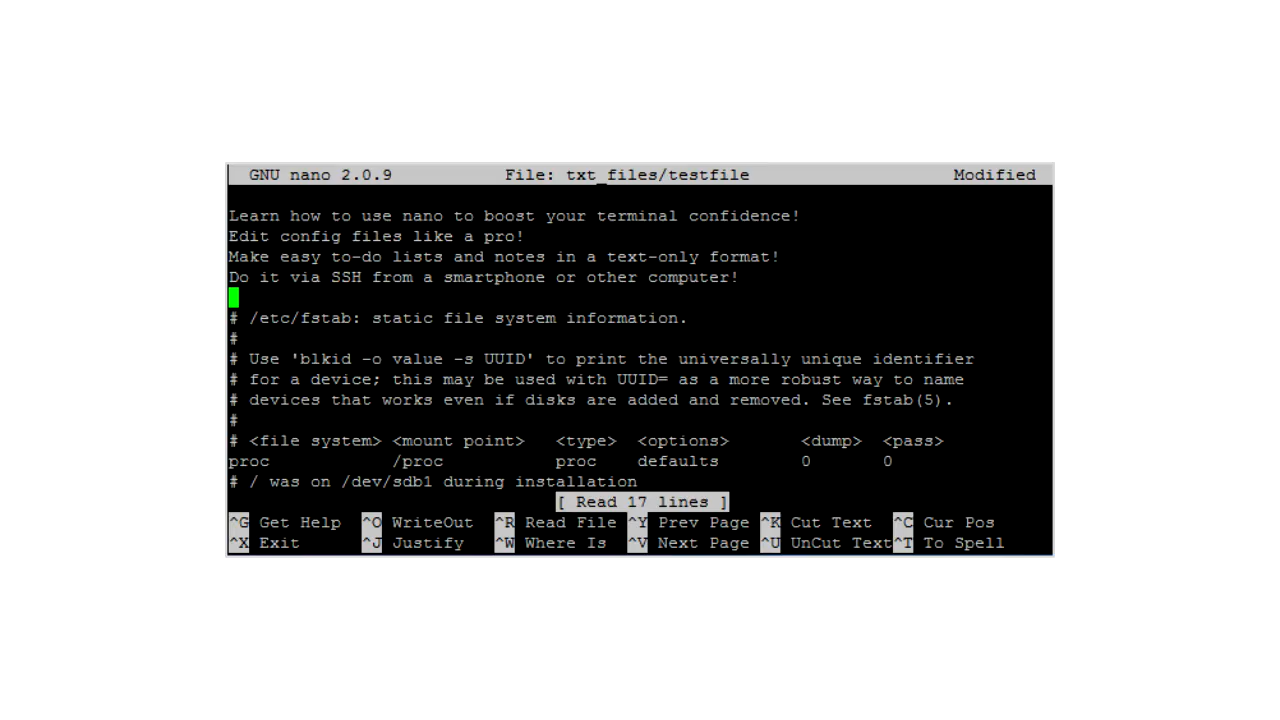 GNU nano 2.0.9 File: txt_files/testfile Modified
Learn how to use nano to boost your terminal confidence!
Edit config files like a pro!
Make easy to-do lists and notes in a text-only format!
Do it via SSH from a smartphone or other computer!
# /etc/fstab: static file system information.
#
# Use 'blkid -o value -s UUID' to print the universally unique identifier
# for a device; this may be used with UUID= as a more robust way to name
# devices that works even if disks are added and removed. See fstab(5).
#
# <file system> <mount point> <type> <options> <dump> <pass>
proc /proc proc defaults 0 0
# / was on /dev/sdb1 during installation
[ Read 17 lines ]
^G Get Help ^O WriteOut ^R Read File ^Y Prev Page ^K Cut Text ^C Cur Pos
^X Exit ^J Justify ^W Where Is ^V Next Page ^U UnCut Text ^T To Spell